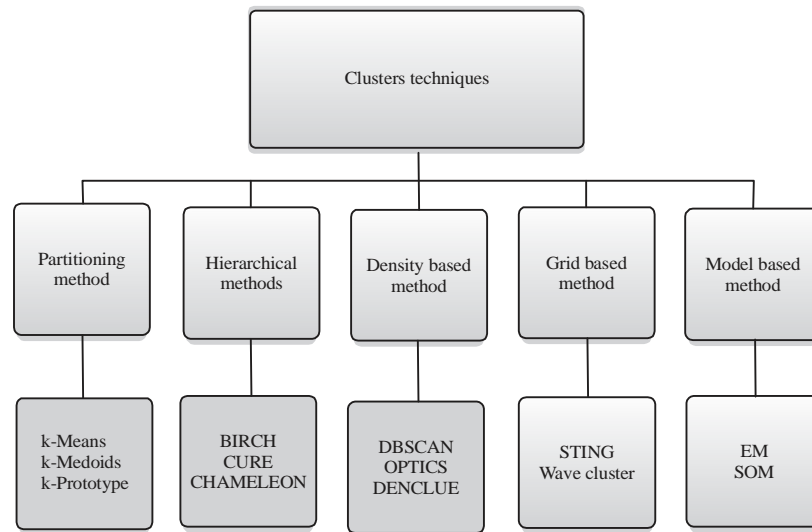 Clusters techniques
Partitioning
method
Hierarchical
methods
Density based
method
Grid based
method
Model based
method
k-Means
k-Medoids
k-Prototype
BIRCH
CURE
CHAMELEON
DBSCAN
OPTICS
DENCLUE
STING
Wave cluster
EM
SOM